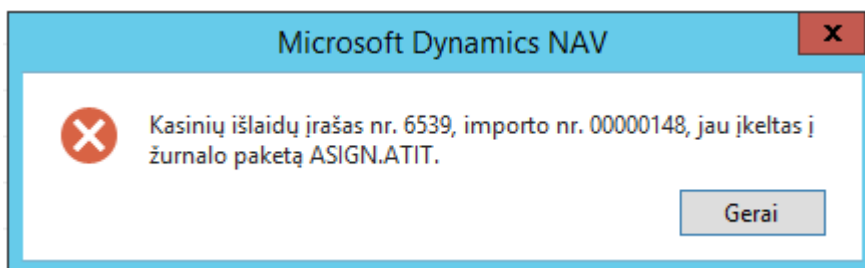 Microsoft Dynamics NAV
x
Kasinių išlaidų įrašas nr. 6539, importo nr. 00000148, jau įkeltas į
žurnalo paketą ASIGN.ATIT.
Gerai